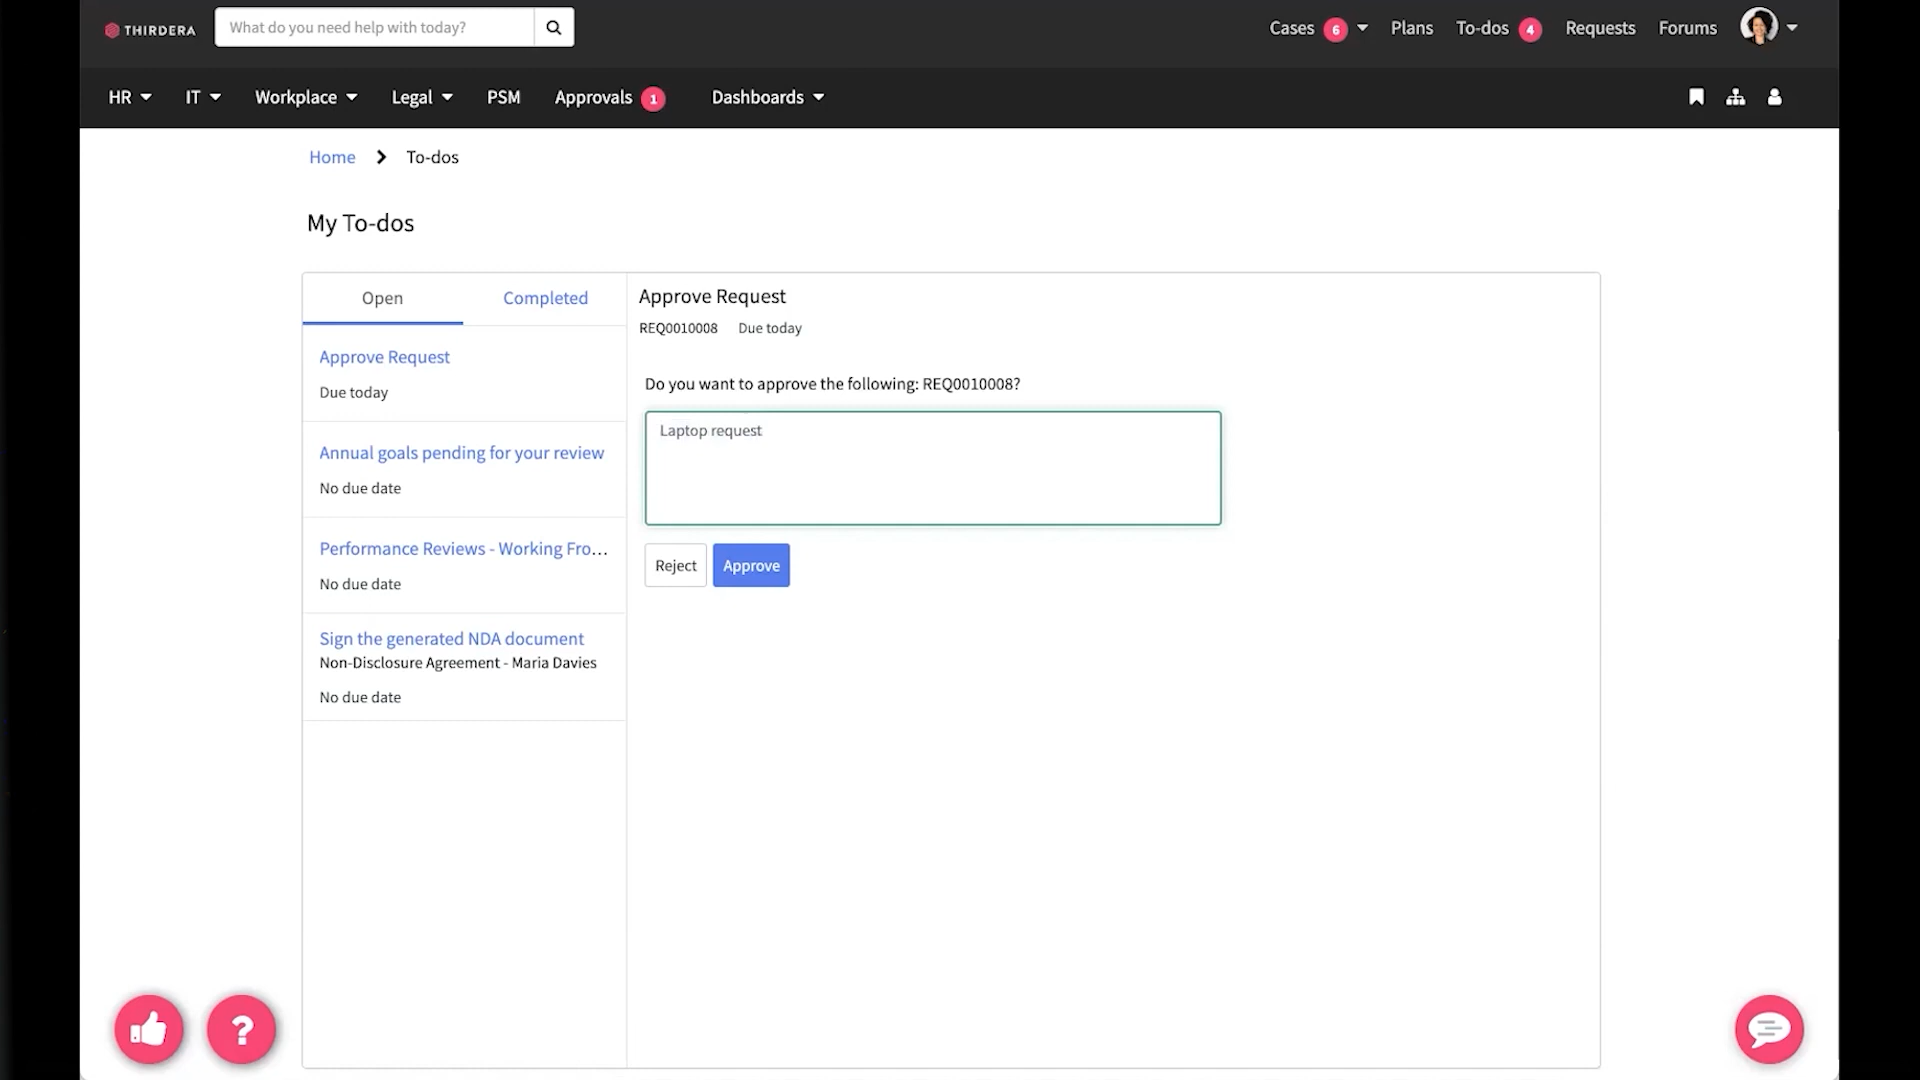 THIRDERA
What do you need help with today?
Cases 6 Plans To-dos 4 Requests Forums
HR IT Workplace Legal PSM Approvals 1 Dashboards
Home To-dos
My To-dos
Open Completed
Approve Request
Due today
Annual goals pending for your review
No due date
Performance Reviews - Working Fro...
No due date
Sign the generated NDA document
Non-Disclosure Agreement - Maria Davies
No due date
Approve Request
REQ0010008 Due today
Do you want to approve the following: REQ0010008?
Laptop request
Reject Approve
?